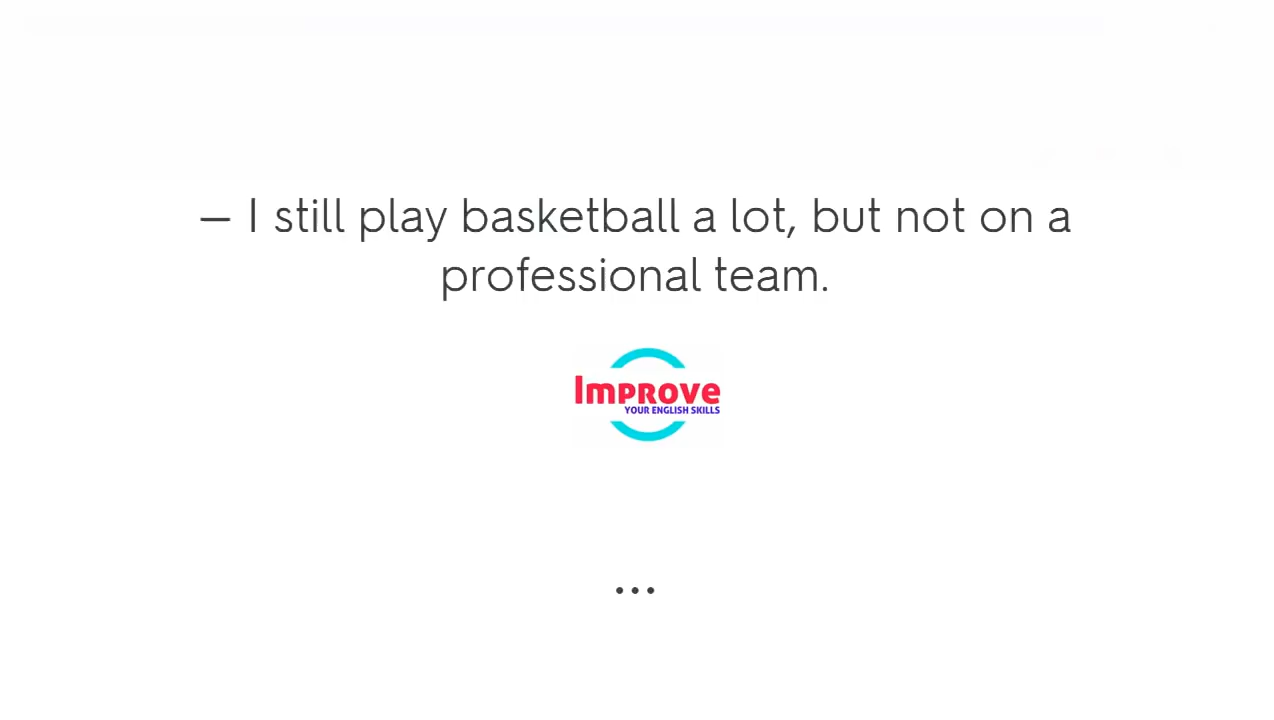 — I still play basketball a lot, but not on a
professional team.
Improve
YOUR ENGLISH SKILLS
...